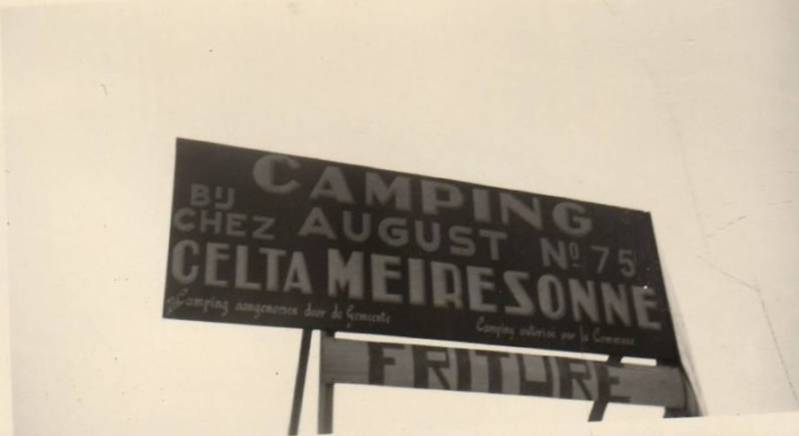 CAMPING
BIJ
CHEZ AUGUST Nº 75
CELTA MEIRESONNE
Camping aangenomen door de Gemeente
Camping autorisé par la Commune
FRITURE